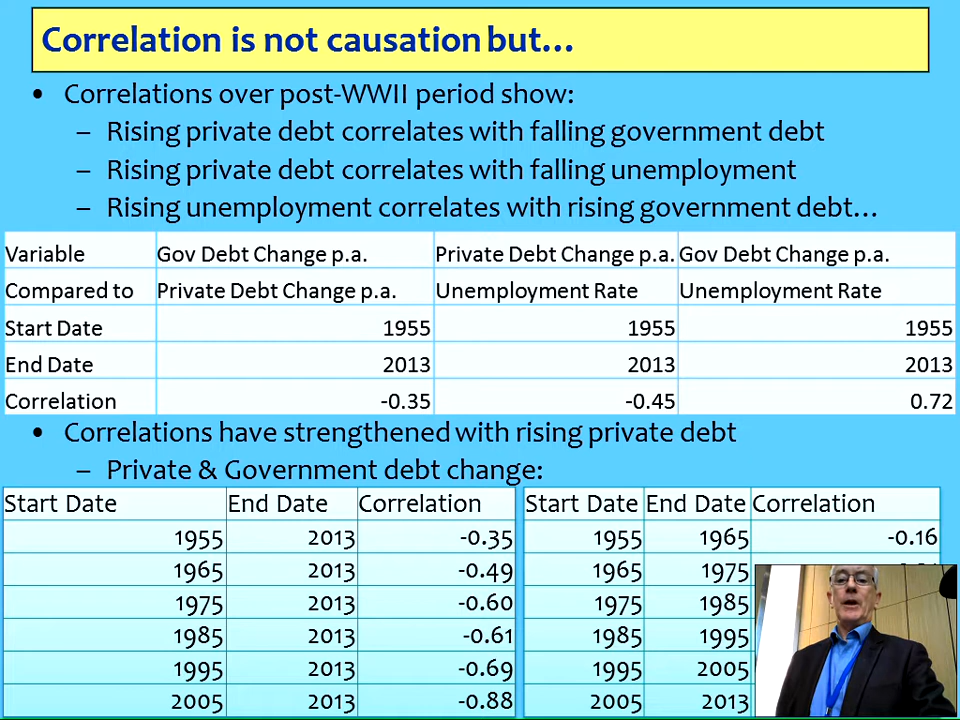 Correlation is not causation but…
• Correlations over post-WWII period show:
– Rising private debt correlates with falling government debt
– Rising private debt correlates with falling unemployment
– Rising unemployment correlates with rising government debt…
Variable Gov Debt Change p.a. Private Debt Change p.a. Gov Debt Change p.a.
Compared to Private Debt Change p.a. Unemployment Rate Unemployment Rate
Start Date 1955 1955 1955
End Date 2013 2013 2013
Correlation -0.35 -0.45 0.72
• Correlations have strengthened with rising private debt
– Private & Government debt change:
Start Date End Date Correlation Start Date End Date Correlation
1955 2013 -0.35 1955 1965 -0.16
1965 2013 -0.49 1965 1975
1975 2013 -0.60 1975 1985
1985 2013 -0.61 1985 1995
1995 2013 -0.69 1995 2005
2005 2013 -0.88 2005 2013